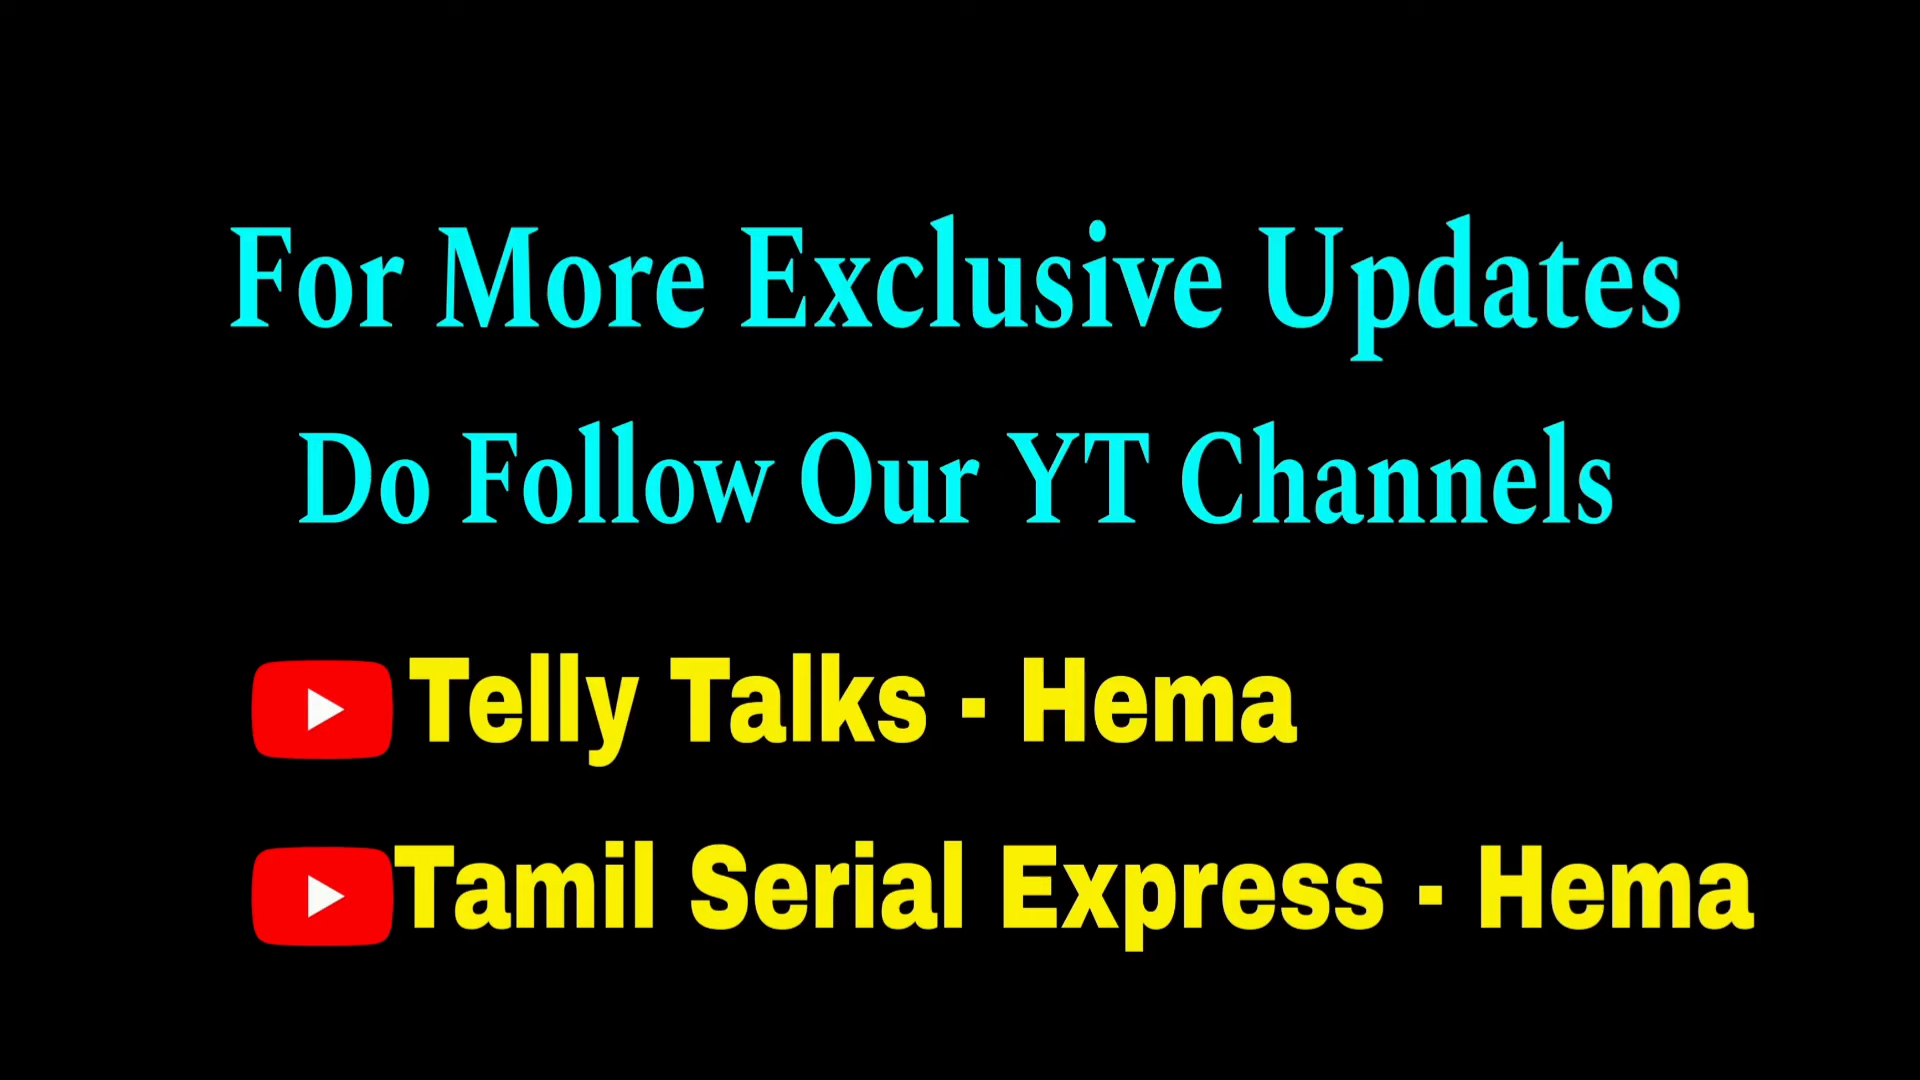 For More Exclusive Updates
Do Follow Our YT Channels
Telly Talks - Hema
Tamil Serial Express - Hema